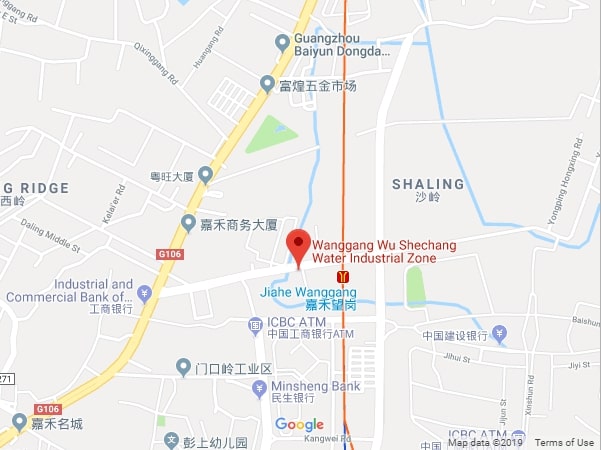 E St
Qixinggang Rd
Huangang Rd
Guangzhou
Baiyun Dongda...
富煌五金市场
粤旺大厦
G RIDGE
西岭
Kelai'er Rd
Daling Middle St
嘉禾商务大厦
SHALING
沙岭
Yongping Hongxing Rd
G106
Wanggang Wu Shechang
Water Industrial Zone
Industrial and
Commercial Bank of...
工商银行
Jiahe Wanggang
嘉禾望岗
ICBC ATM
中国工商银行ATM
中国建设银行
Baishun
Jihui St
Jiyi St
门口岭工业区
Minsheng Bank
民生银行
271
G106
嘉禾名城
Google
Kangwei Rd
彭上幼儿园
Jijun St
Xinshun Rd
ICBC ATM
Map data ©2019
Terms of Use